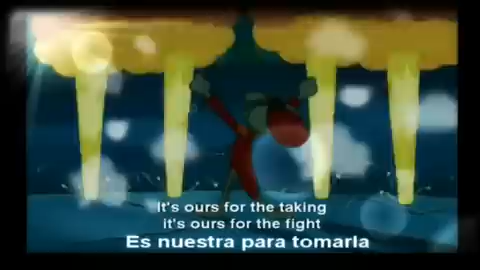 It's ours for the taking
it's ours for the fight
Es nuestra para tomarla